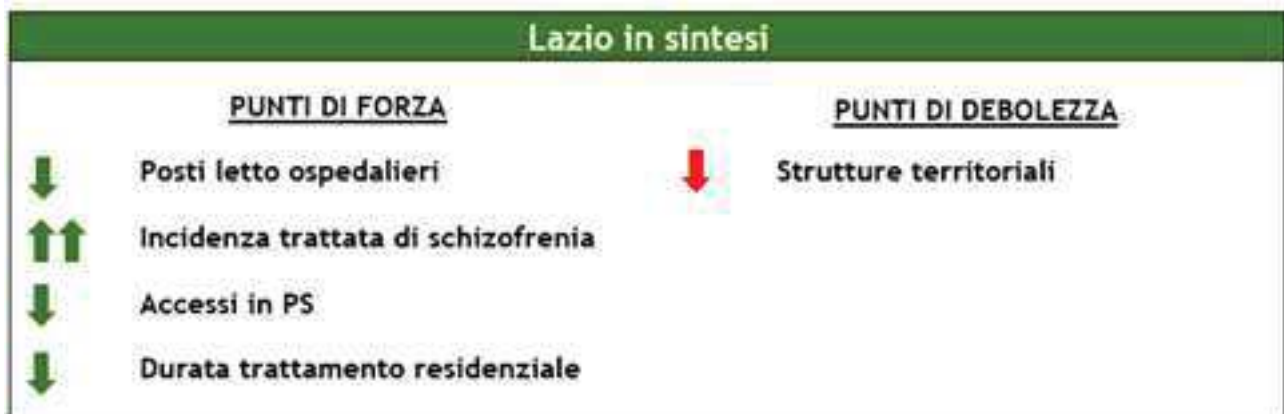 Lazio in sintesi
PUNTI DI FORZA
Posti letto ospedalieri
Incidenza trattata di schizofrenia
Accessi in PS
Durata trattamento residenziale
PUNTI DI DEBOLEZZA
Strutture territoriali